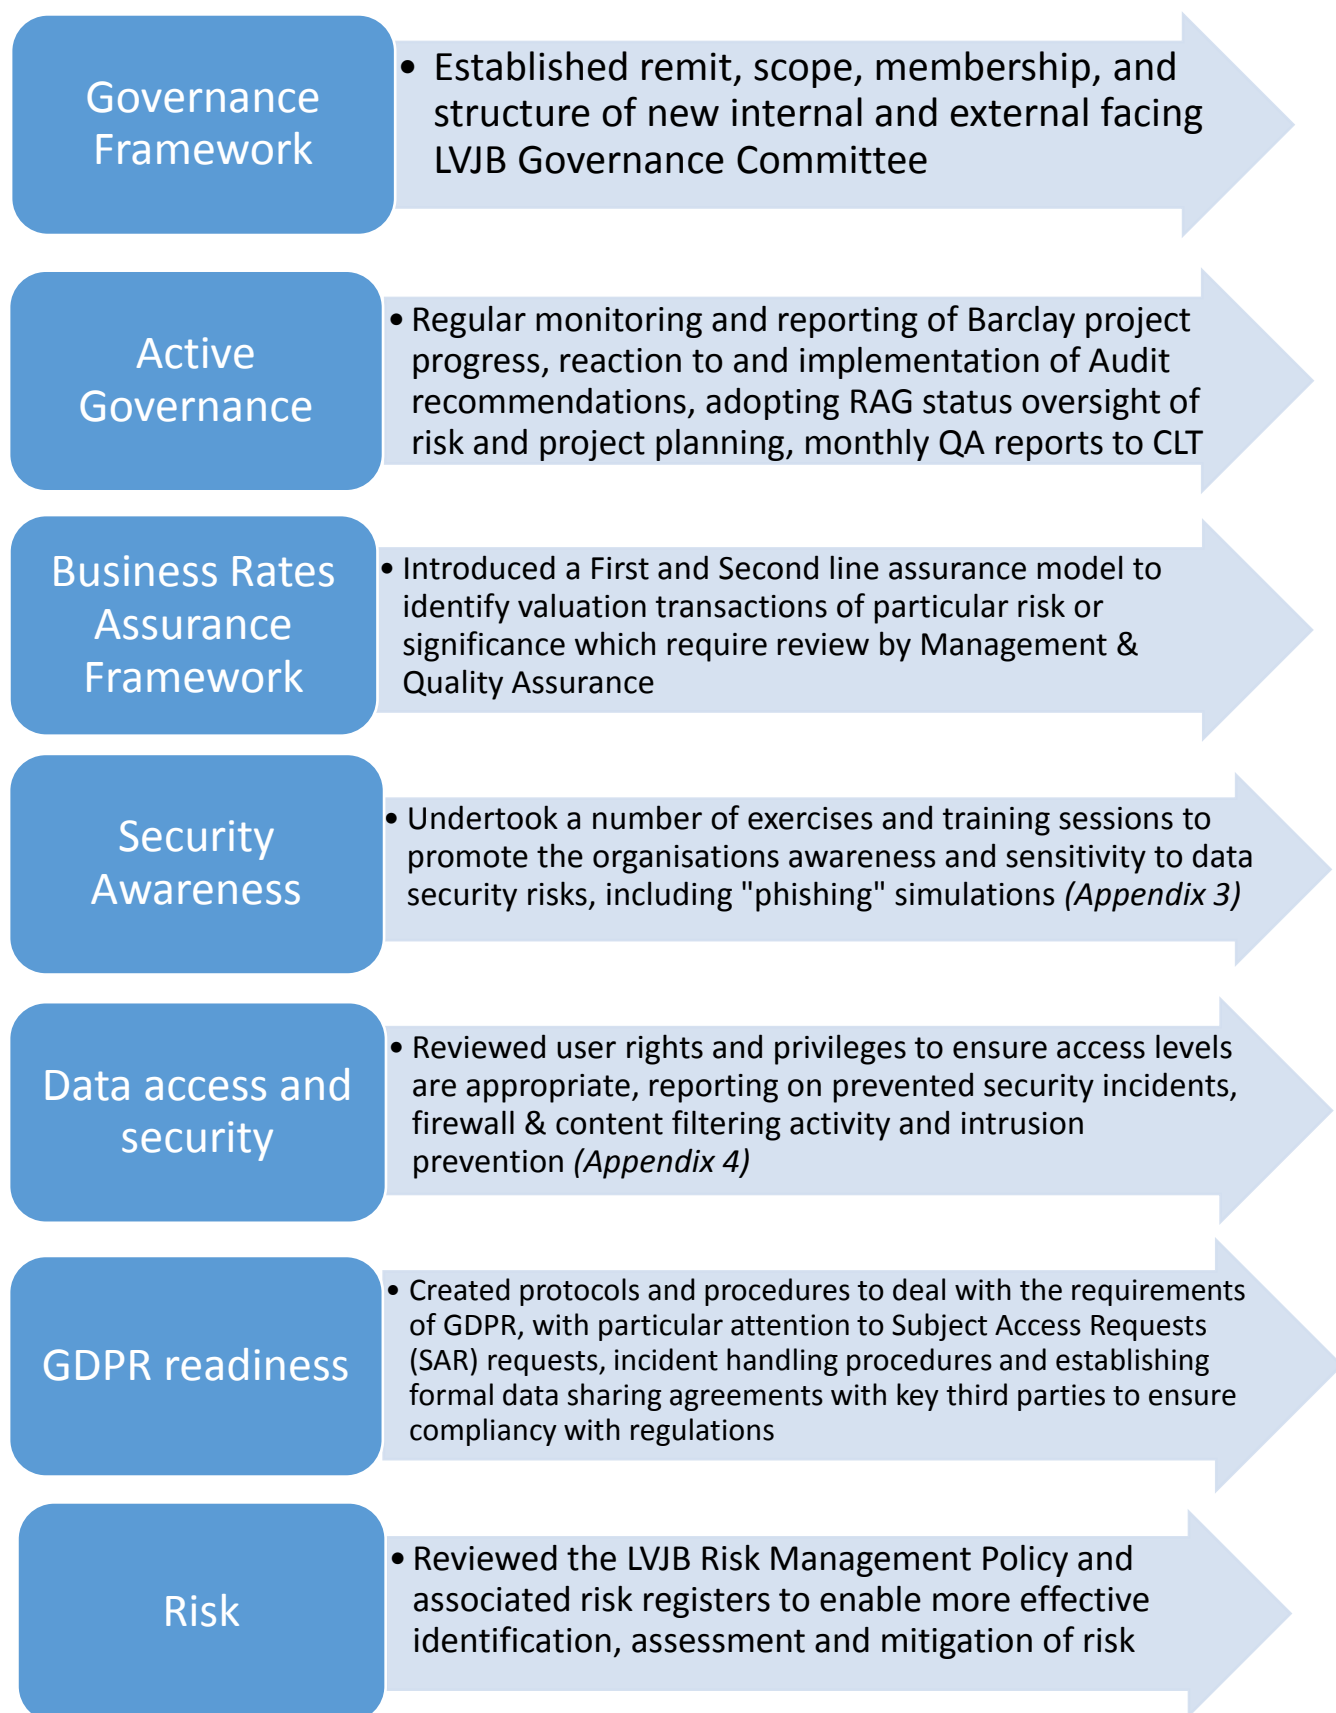 Governance
Framework
• Established remit, scope, membership, and
structure of new internal and external facing
LVJB Governance Committee
Active
Governance
• Regular monitoring and reporting of Barclay project
progress, reaction to and implementation of Audit
recommendations, adopting RAG status oversight of
risk and project planning, monthly QA reports to CLT
Business Rates
Assurance
Framework
• Introduced a First and Second line assurance model to
identify valuation transactions of particular risk or
significance which require review by Management &
Quality Assurance
Security
Awareness
• Undertook a number of exercises and training sessions to
promote the organisations awareness and sensitivity to data
security risks, including "phishing" simulations (Appendix 3)
Data access and
security
• Reviewed user rights and privileges to ensure access levels
are appropriate, reporting on prevented security incidents,
firewall & content filtering activity and intrusion
prevention (Appendix 4)
GDPR readiness
• Created protocols and procedures to deal with the requirements
of GDPR, with particular attention to Subject Access Requests
(SAR) requests, incident handling procedures and establishing
formal data sharing agreements with key third parties to ensure
compliancy with regulations
Risk
• Reviewed the LVJB Risk Management Policy and
associated risk registers to enable more effective
identification, assessment and mitigation of risk